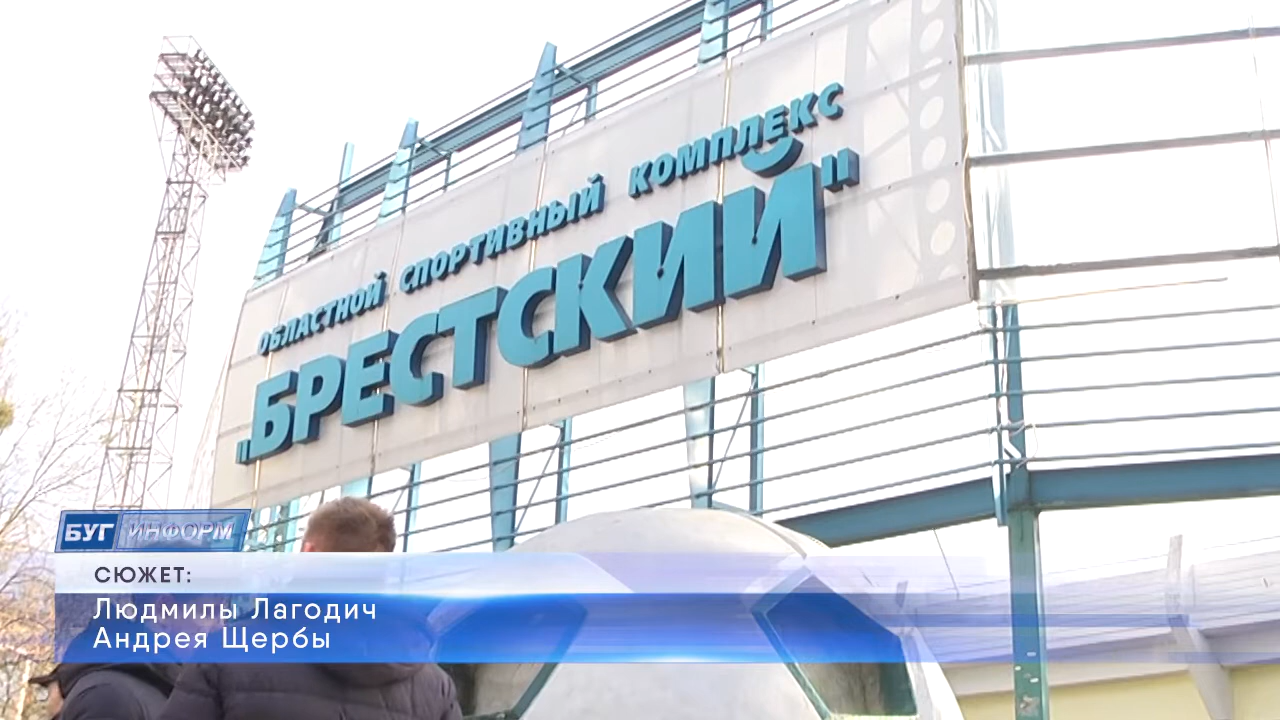 ОБЛАСТНОЙ СПОРТИВНЫЙ КОМПЛЕКС
"БРЕСТСКИЙ"
БУГ ИНФОРМ
СЮЖЕТ:
Людмилы Лагодич
Андрея Щербы